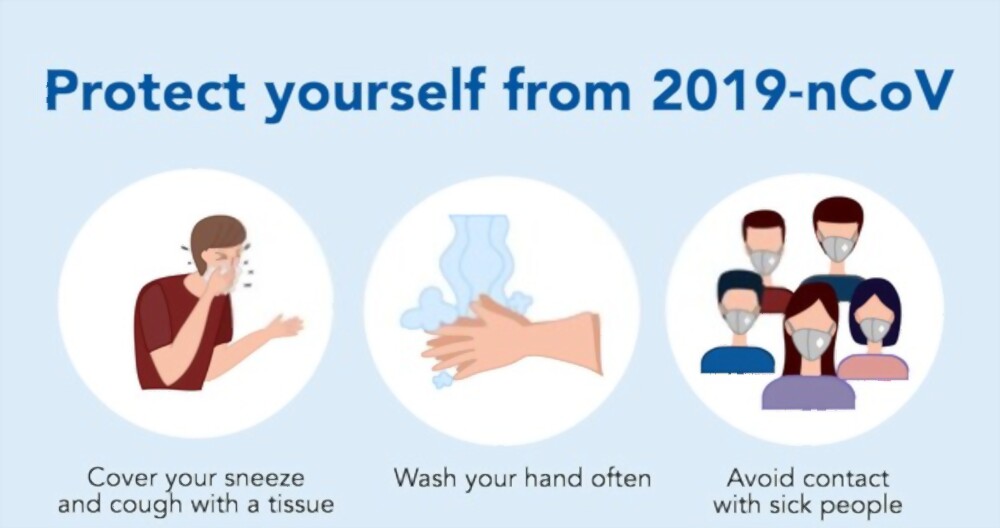 Protect yourself from 2019-nCoV
Cover your sneeze
and cough with a tissue
Wash your hand often
Avoid contact
with sick people